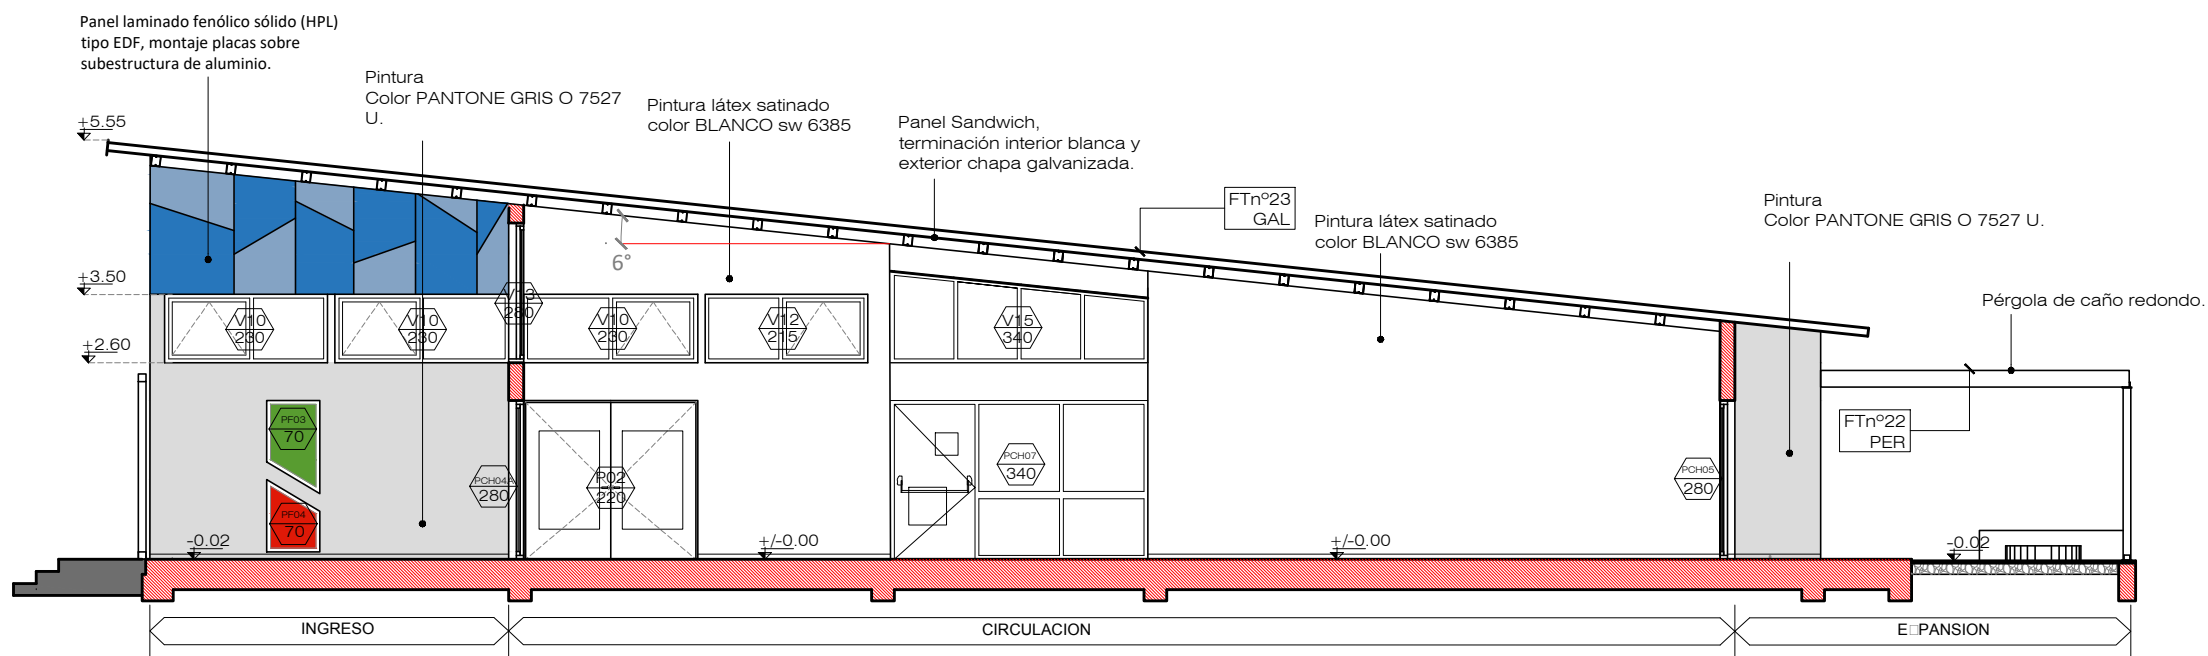 Panel laminado fenólico sólido (HPL)
tipo EDF, montaje placas sobre
subestructura de aluminio.
Pintura
Color PANTONE GRIS O 7527
U.
Pintura látex satinado
color BLANCO sw 6385
Panel Sandwich,
terminación interior blanca y
exterior chapa galvanizada.
FTnº23
GAL
Pintura látex satinado
color BLANCO sw 6385
Pintura
Color PANTONE GRIS O 7527 U.
Pérgola de caño redondo.
FTnº22
PER
+5.55
+3.50
+2.60
6°
V10
230
V10
230
V13
280
V10
230
V12
215
V15
340
PF03
70
PF04
70
PCH04A
280
P02
220
PCH07
340
PCH05
280
-0.02
+/-0.00
+/-0.00
-0.02
INGRESO
CIRCULACION
E□PANSION